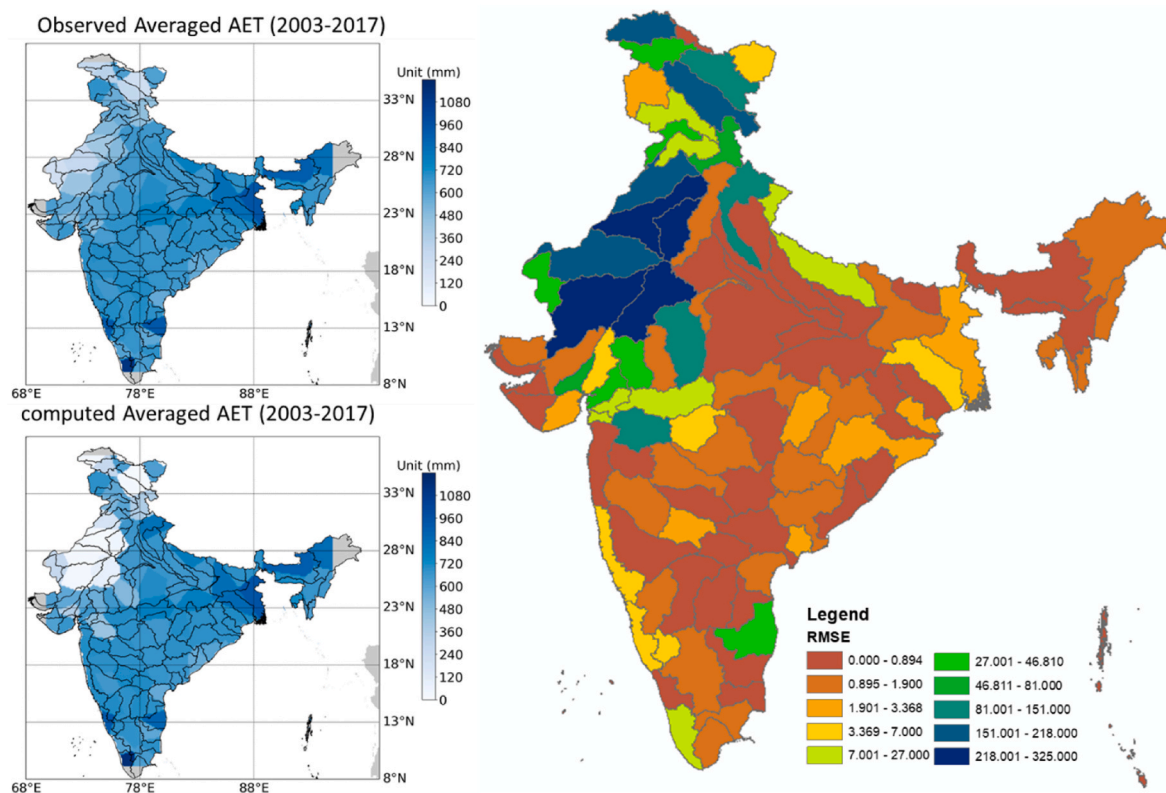 Observed Averaged AET (2003-2017)
Unit (mm)
1080
960
840
720
600
480
360
240
120
0
33°N
28°N
23°N
18°N
13°N
8°N
68°E
78°E
88°E
computed Averaged AET (2003-2017)
Unit (mm)
1080
960
840
720
600
480
360
240
120
0
33°N
28°N
23°N
18°N
13°N
8°N
68°E
78°E
88°E
Legend
RMSE
0.000 - 0.894
0.895 - 1.900
1.901 - 3.368
3.369 - 7.000
7.001 - 27.000
27.001 - 46.810
46.811 - 81.000
81.001 - 151.000
151.001 - 218.000
218.001 - 325.000